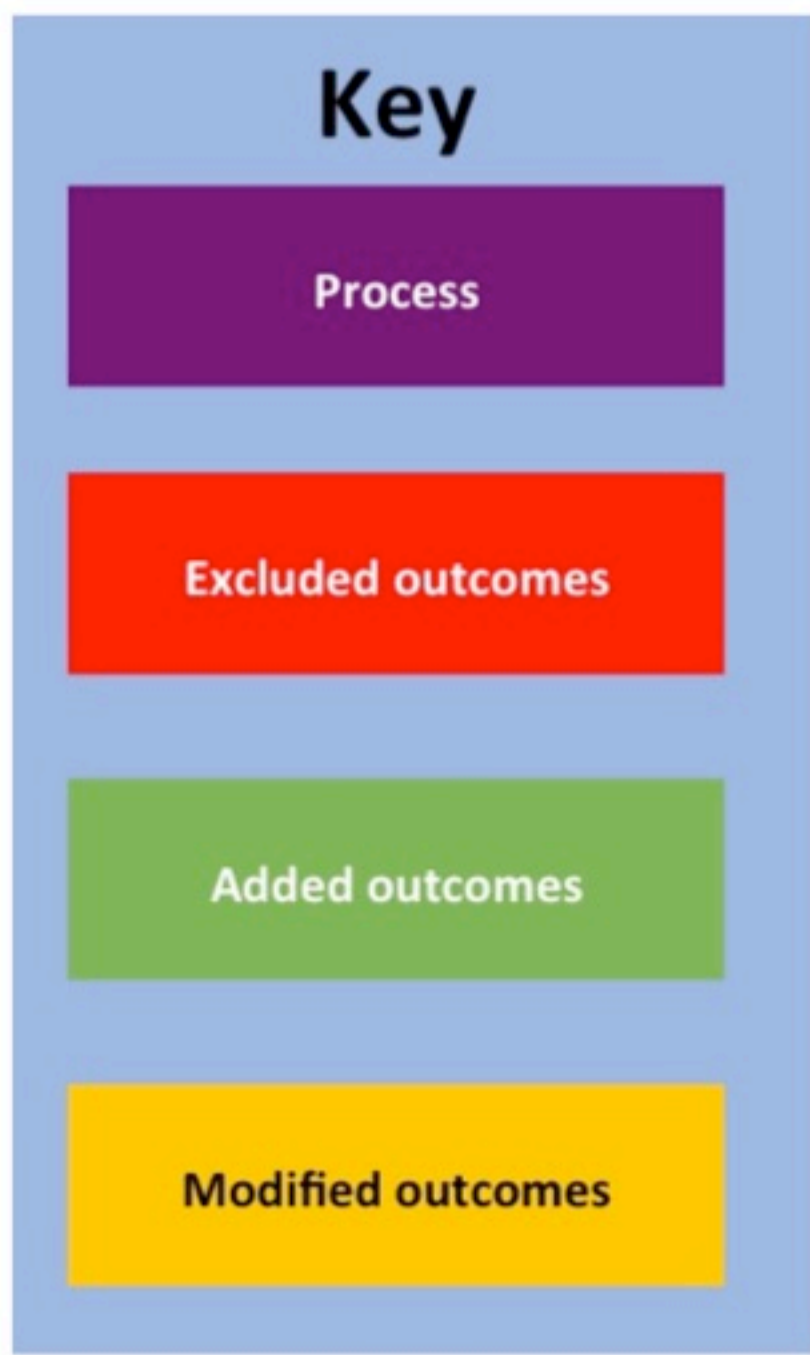 Key
Process
Excluded outcomes
Added outcomes
Modified outcomes